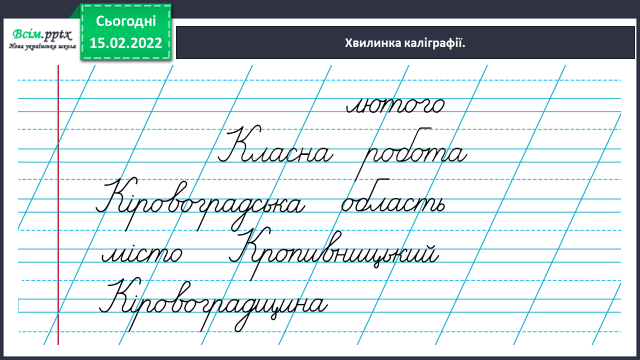 Всім.pptx
Нова українська школа
Сьогодні
15.02.2022
Хвилинка каліграфії.
лютого
Класна робота
Кіровоградська область
місто Кропивницький
Кіровоградщина